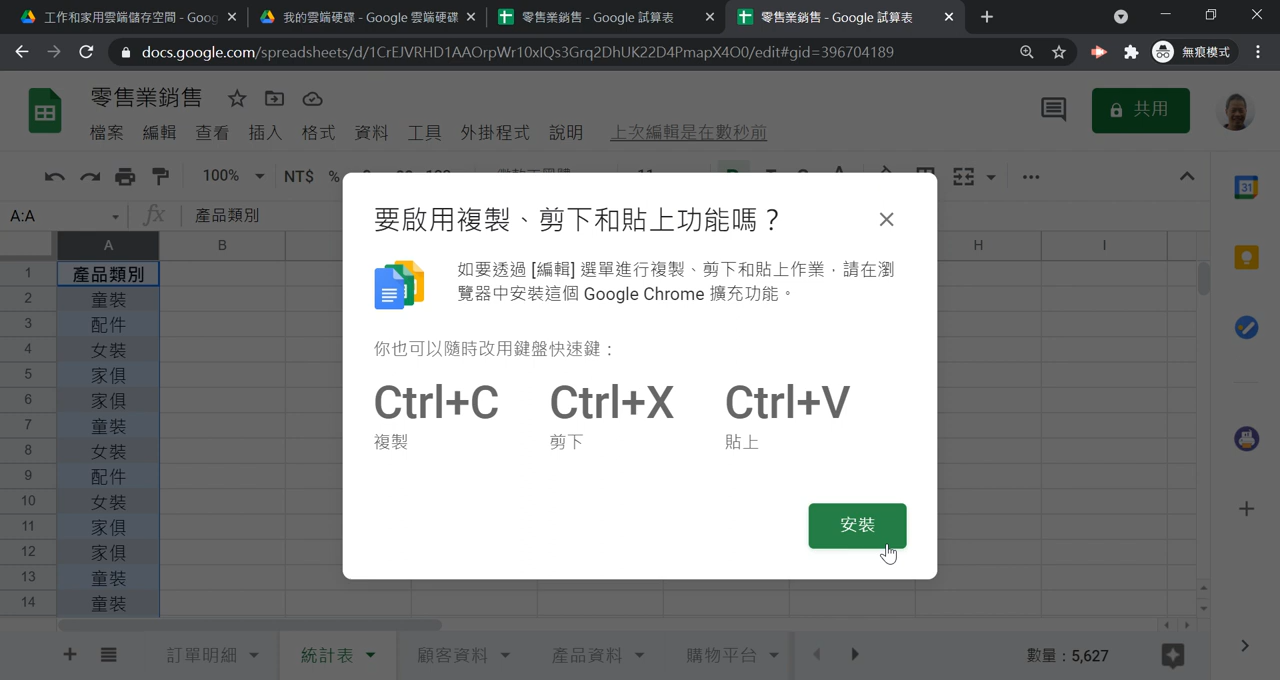 工作和家用雲端儲存空間 - Goog
我的雲端硬碟 - Google 雲端硬碟
零售業銷售 - Google 試算表
零售業銷售 - Google 試算表
docs.google.com/spreadsheets/d/1CrEJVRHD1AAOrpWr10xlQs3Grq2DhUK22D4PmapX4O0/edit#gid=396704189
無痕模式
零售業銷售
共用
檔案 編輯 查看 插入 格式 資料 工具 外掛程式 說明 上次編輯是在數秒前
100% NT$ %
31
A:A fx 產品類別
A B H I
1 產品類別
2 童裝
3 配件
4 女裝
5 家俱
6 家俱
7 童裝
8 女裝
9 配件
10 女裝
11 家俱
12 家俱
13 童裝
14 童裝
要啟用複製、剪下和貼上功能嗎？
如要透過 [編輯] 選單進行複製、剪下和貼上作業，請在瀏
覽器中安裝這個 Google Chrome 擴充功能。
你也可以隨時改用鍵盤快速鍵：
Ctrl+C Ctrl+X Ctrl+V
複製 剪下 貼上
安裝
訂單明細 統計表 顧客資料 產品資料 購物平台 數量：5,627